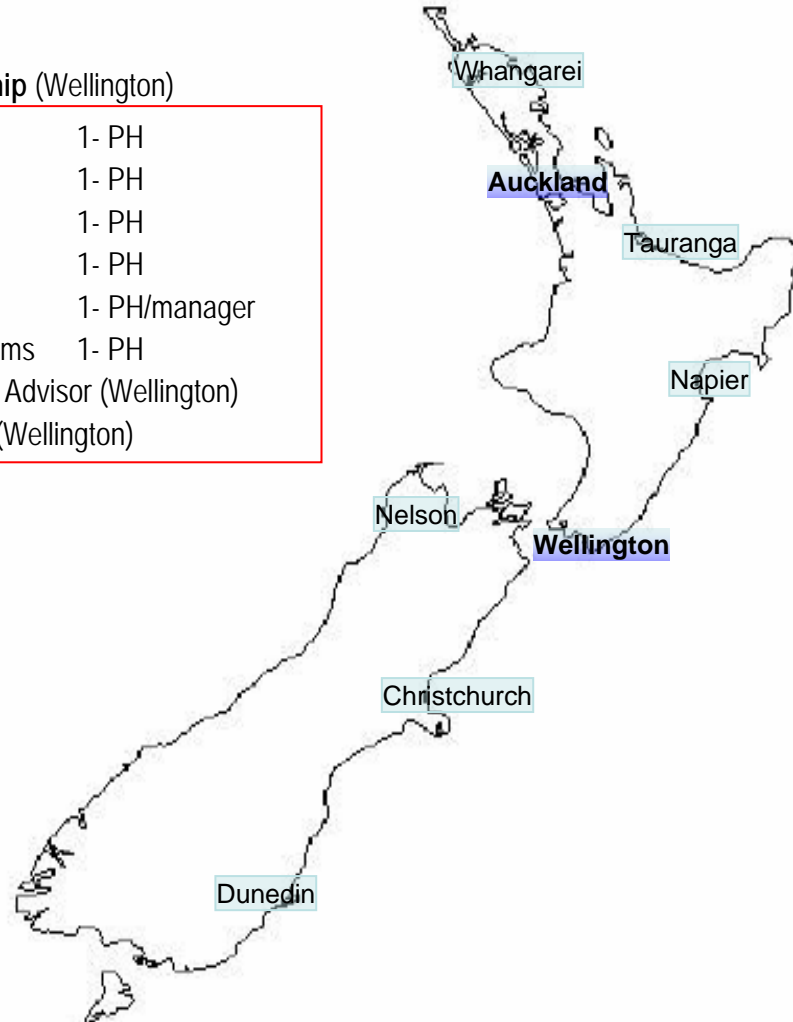 hip (Wellington)
1- PH
1- PH
1- PH
1- PH
1- PH/manager
ms 1- PH
Advisor (Wellington)
(Wellington)
Whangarei
Auckland
Tauranga
Napier
Nelson
Wellington
Christchurch
Dunedin